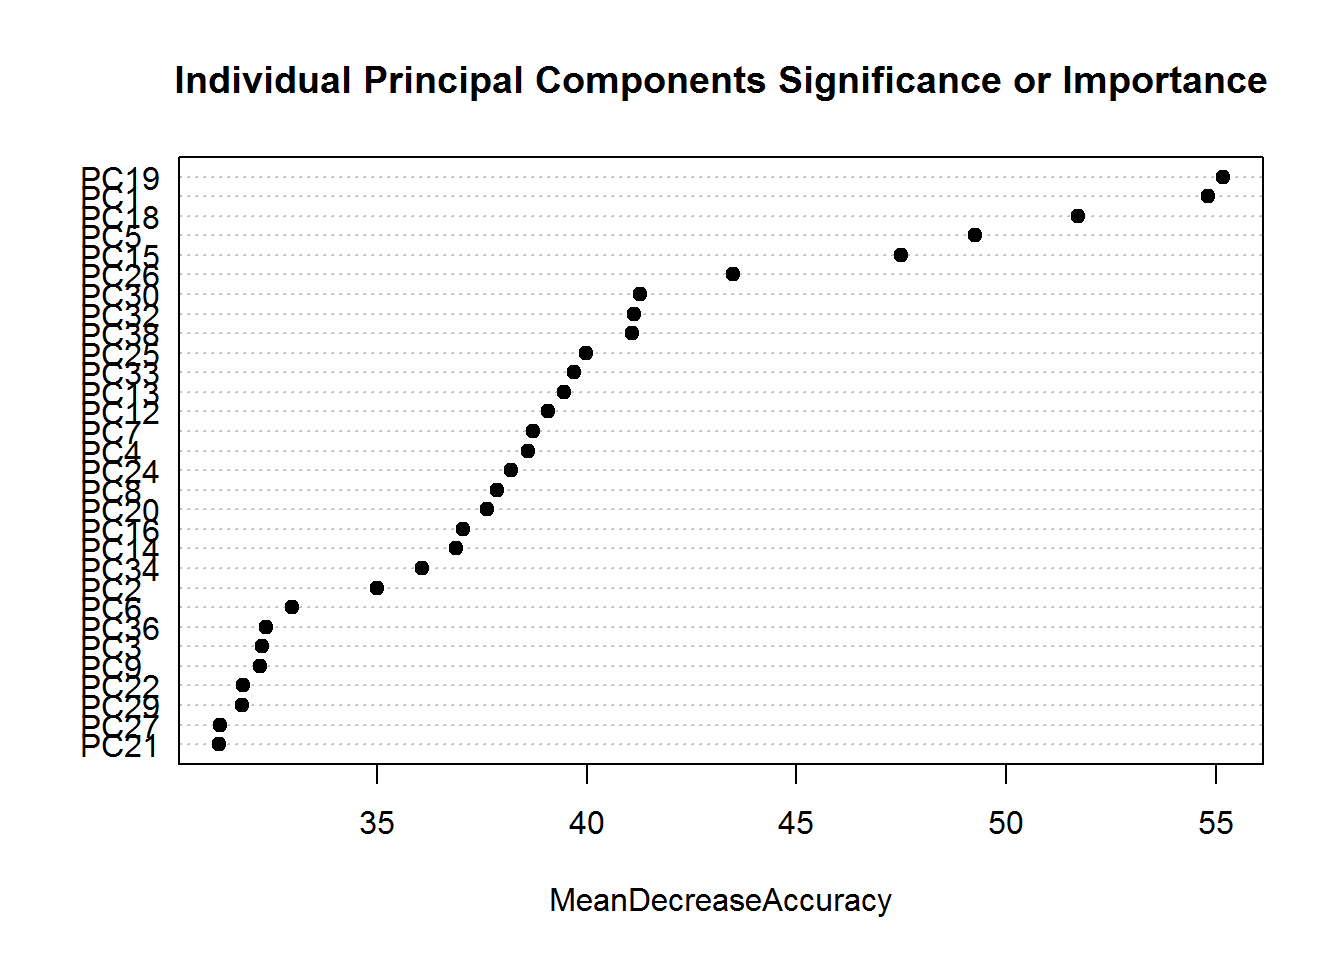 Individual Principal Components Significance or Importance
PC19
PC1
PC18
PC5
PC15
PC26
PC30
PC32
PC38
PC25
PC33
PC13
PC12
PC7
PC4
PC24
PC8
PC20
PC16
PC14
PC34
PC2
PC6
PC36
PC3
PC9
PC22
PC29
PC27
PC21
35 40 45 50 55
MeanDecreaseAccuracy